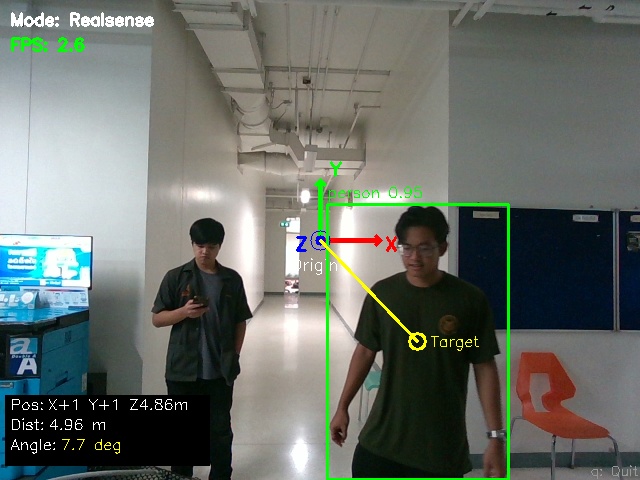 Mode: Realsense
FPS: 2.6
Y
person 0.95
Z
X
Origin
Target
A
Double A
A
Pos: X+1 Y+1 Z4.86m
Dist: 4.96 m
Angle: 7.7 deg
q: Quit